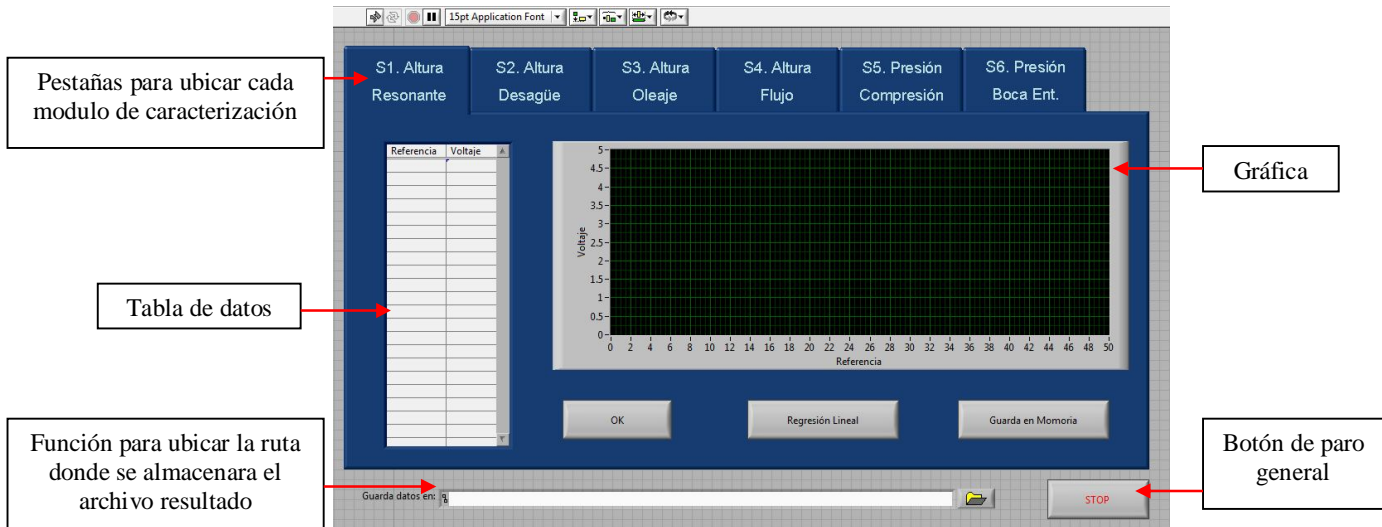 15pt Application Font
Pestañas para ubicar cada
modulo de caracterización
S1. Altura
Resonante
S2. Altura
Desagüe
S3. Altura
Oleaje
S4. Altura
Flujo
S5. Presión
Compresión
S6. Presión
Boca Ent.
Referencia Voltaje
Tabla de datos
Voltaje
5
4.5
4
3.5
3
2.5
2
1.5
1
0.5
0
0 2 4 6 8 10 12 14 16 18 20 22 24 26 28 30 32 34 36 38 40 42 44 46 48 50
Referencia
Gráfica
OK
Regresión Lineal
Guarda en Momoria
Función para ubicar la ruta
donde se almacenara el
archivo resultado
Guarda datos en:
STOP
Botón de paro
general